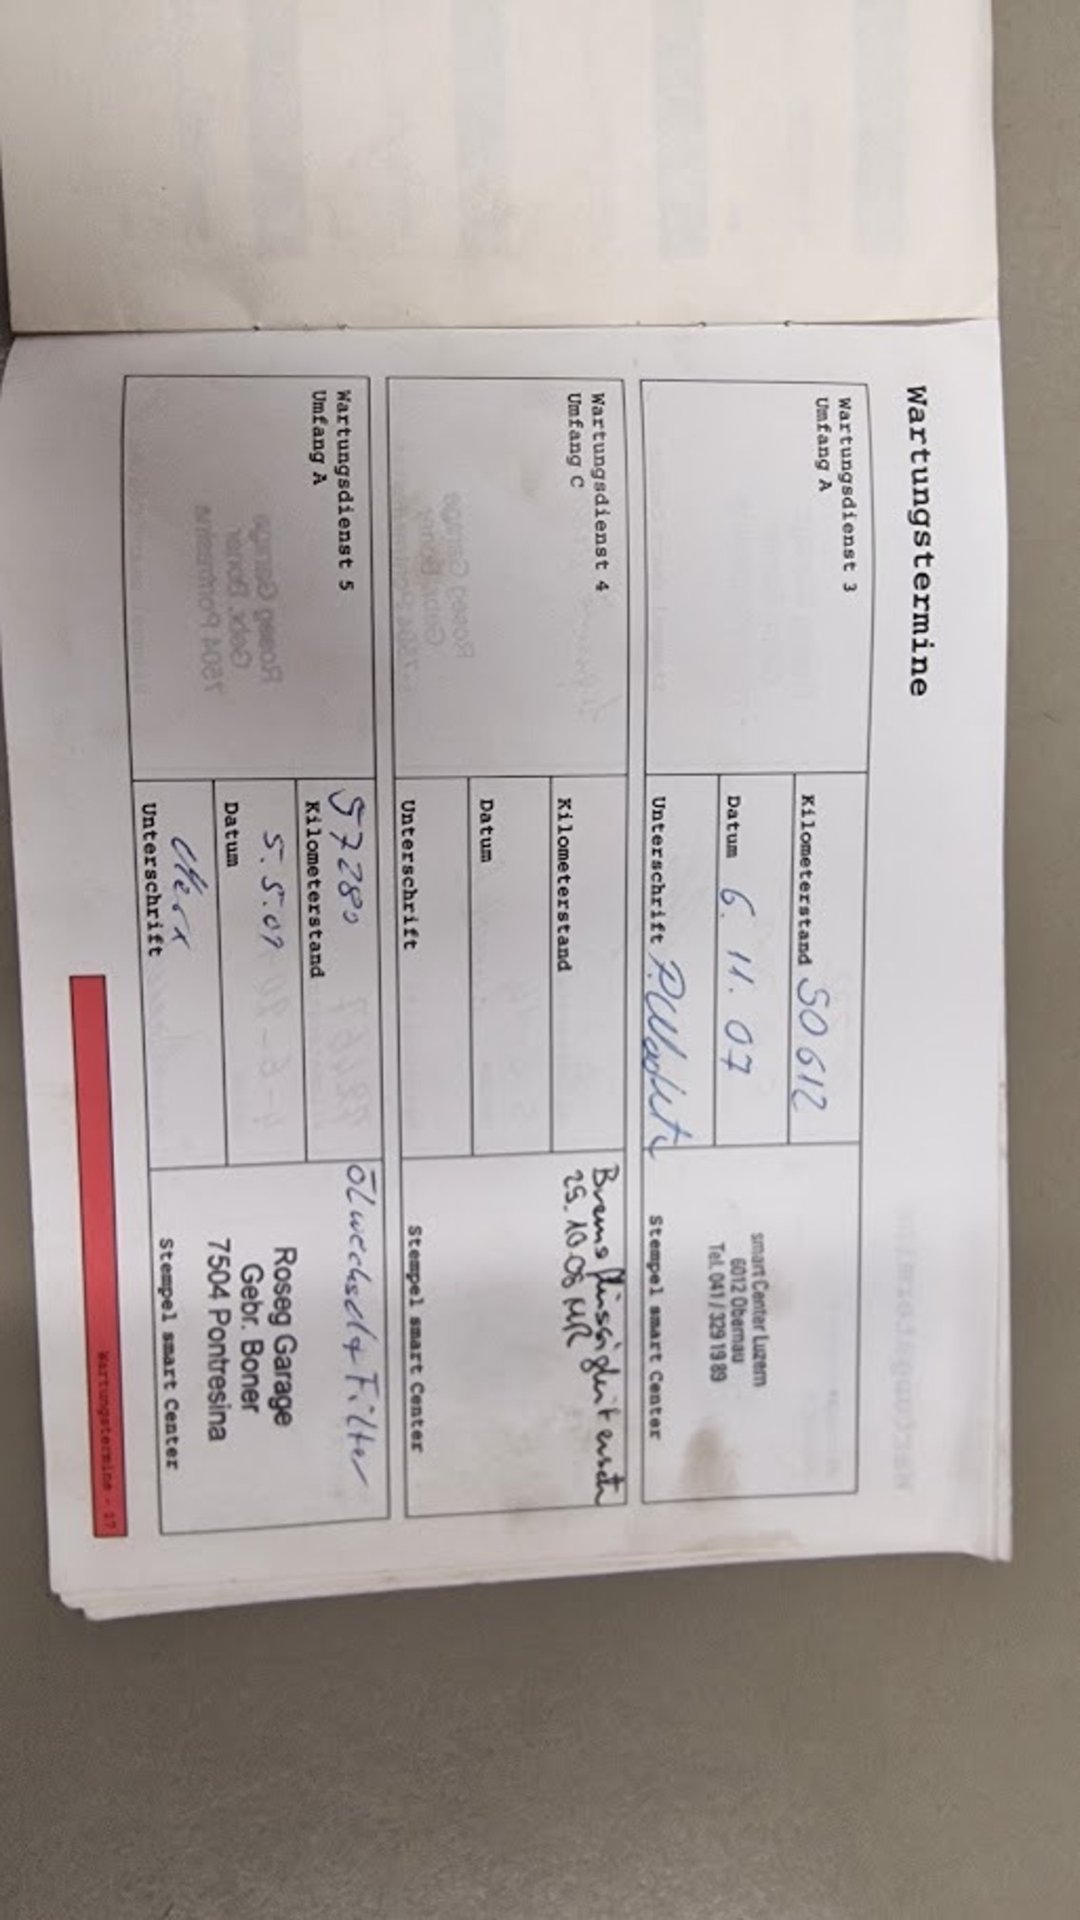 Wartungstermine
Wartungsdienst 3
Umfang A
Kilometerstand 50612
Datum 6. 11. 07
Unterschrift
smart Center Luzern
6012 Obernau
Tel. 041 / 329 19 89
Stempel smart Center
Wartungsdienst 4
Umfang C
Kilometerstand
Datum
Unterschrift
29. 10 08 MR
Stempel smart Center
Wartungsdienst 5
Umfang A
57280
Kilometerstand
5.5.09
Datum
Unterschrift
Ölwechsel + Filter
Roseg Garage
Gebr. Boner
7504 Pontresina
Stempel smart Center
Wartungstermine - 17